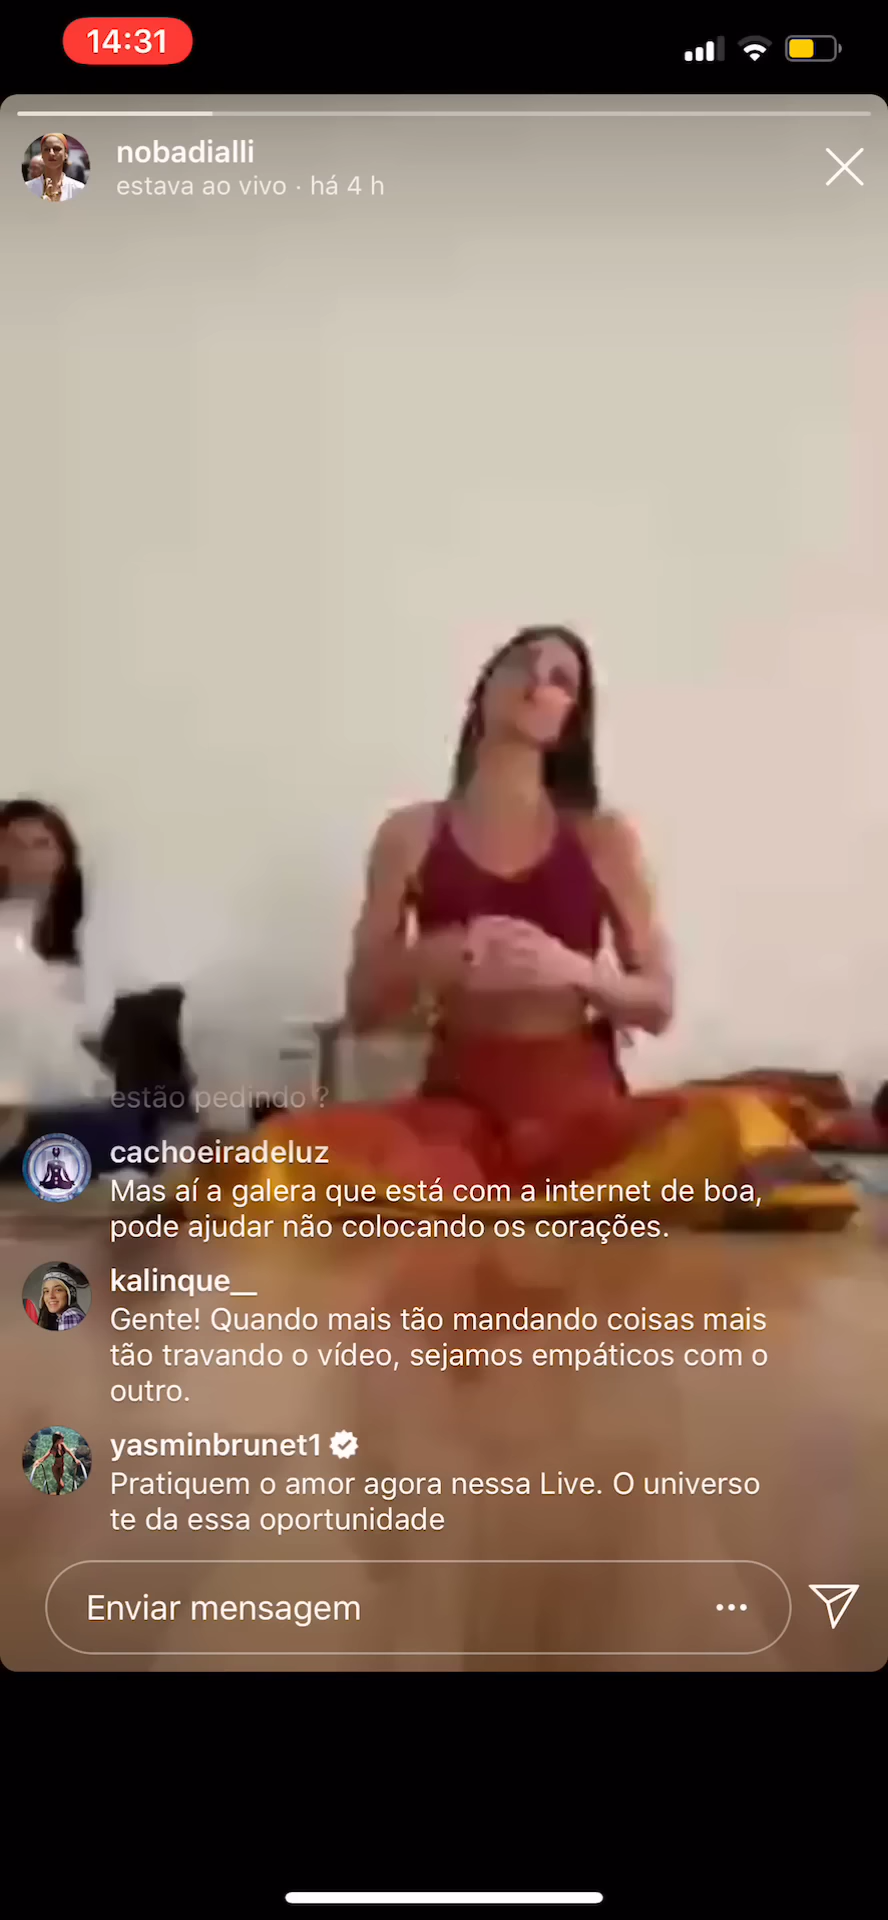 14:31
nobadialli
estava ao vivo · há 4 h
estão pedindo ?
cachoeiradeluz
Mas aí a galera que está com a internet de boa,
pode ajudar não colocando os corações.
kalinque__
Gente! Quando mais tão mandando coisas mais
tão travando o vídeo, sejamos empáticos com o
outro.
yasminbrunet1
Pratiquem o amor agora nessa Live. O universo
te da essa oportunidade
Enviar mensagem